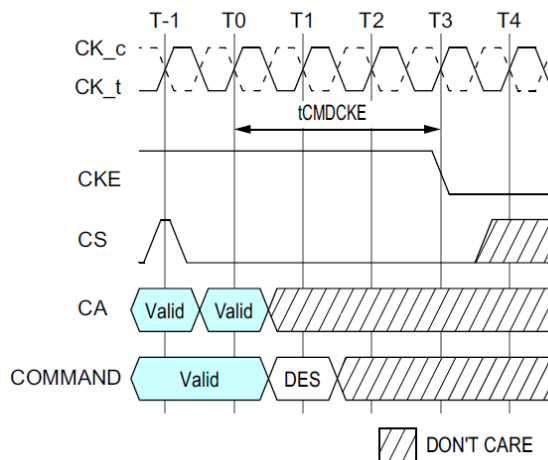 T-1 T0 T1 T2 T3 T4
CK_c
CK_t
tCMDCKE
CKE
CS
CA Valid Valid
COMMAND Valid DES
DON'T CARE